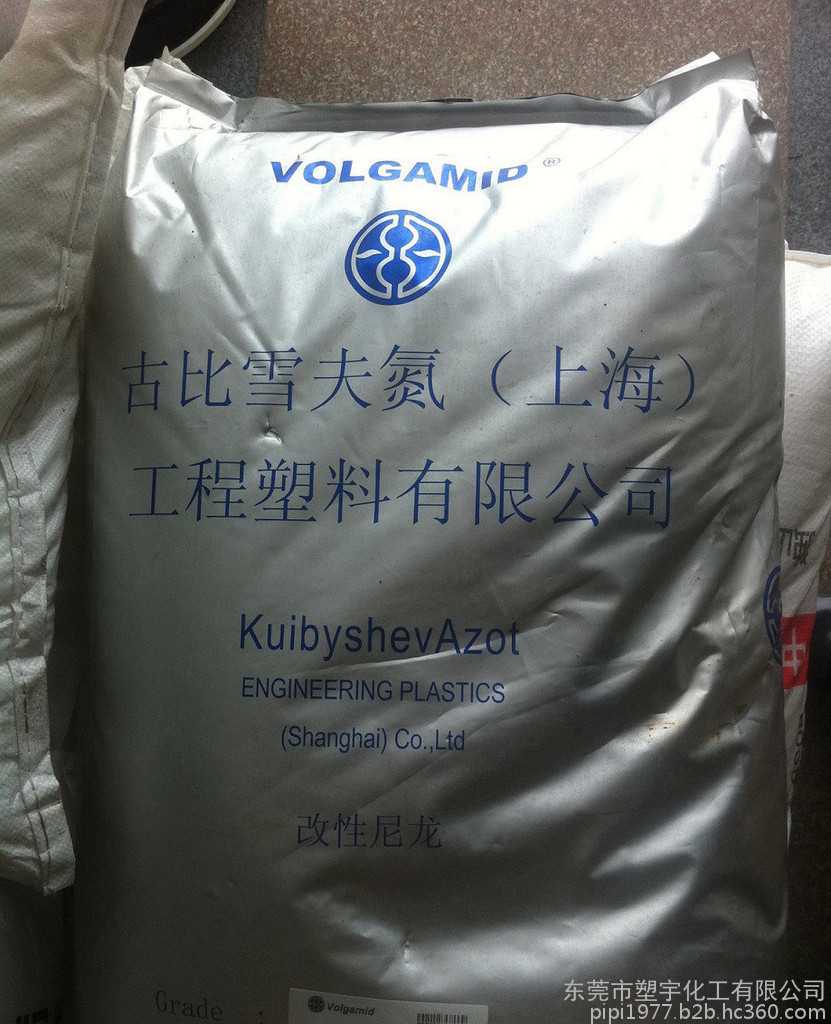 VOLGAMID ®
古比雪夫氮（上海）
工程塑料有限公司
KuibyshevAzot
ENGINEERING PLASTICS
(Shanghai) Co.,Ltd
改性尼龙
Grade :
Volgamid
东莞市塑宇化工有限公司
pipi1977.b2b.hc360.com